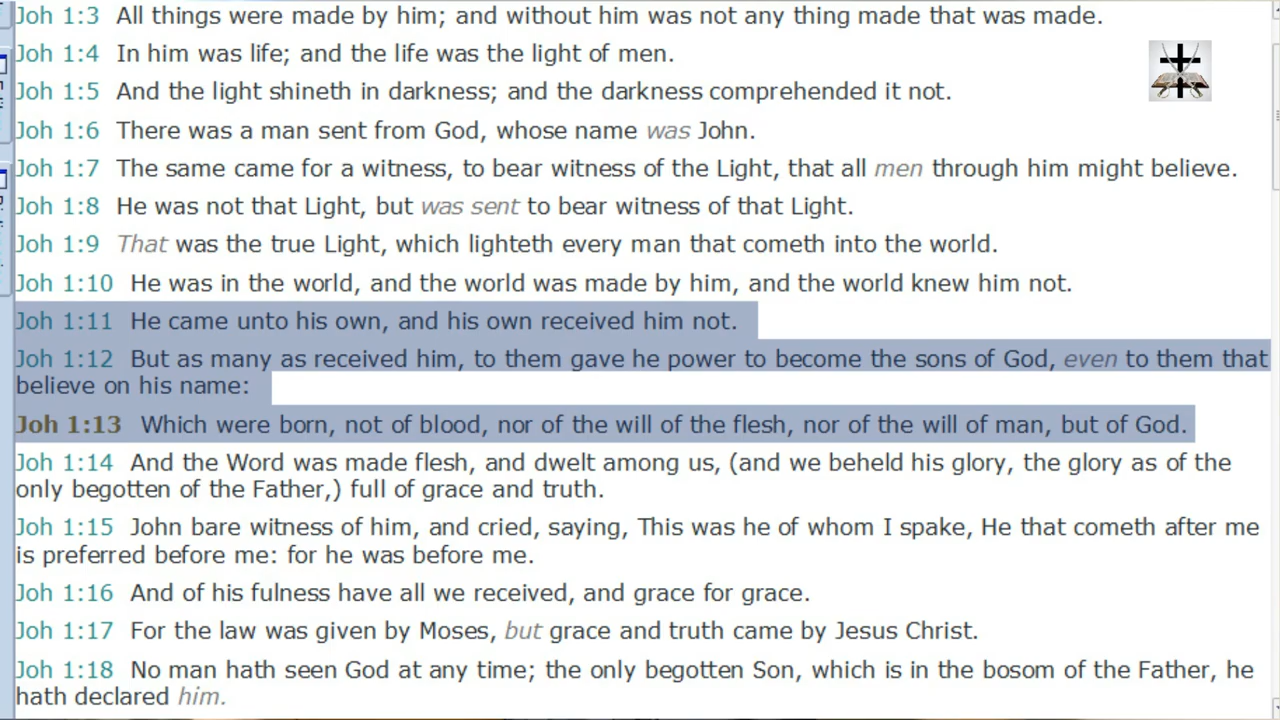 Joh 1:3 All things were made by him; and without him was not any thing made that was made.
Joh 1:4 In him was life; and the life was the light of men.
Joh 1:5 And the light shineth in darkness; and the darkness comprehended it not.
Joh 1:6 There was a man sent from God, whose name was John.
Joh 1:7 The same came for a witness, to bear witness of the Light, that all men through him might believe.
Joh 1:8 He was not that Light, but was sent to bear witness of that Light.
Joh 1:9 That was the true Light, which lighteth every man that cometh into the world.
Joh 1:10 He was in the world, and the world was made by him, and the world knew him not.
Joh 1:11 He came unto his own, and his own received him not.
Joh 1:12 But as many as received him, to them gave he power to become the sons of God, even to them that
believe on his name:
Joh 1:13 Which were born, not of blood, nor of the will of the flesh, nor of the will of man, but of God.
Joh 1:14 And the Word was made flesh, and dwelt among us, (and we beheld his glory, the glory as of the
only begotten of the Father,) full of grace and truth.
Joh 1:15 John bare witness of him, and cried, saying, This was he of whom I spake, He that cometh after me
is preferred before me: for he was before me.
Joh 1:16 And of his fulness have all we received, and grace for grace.
Joh 1:17 For the law was given by Moses, but grace and truth came by Jesus Christ.
Joh 1:18 No man hath seen God at any time; the only begotten Son, which is in the bosom of the Father, he
hath declared him.